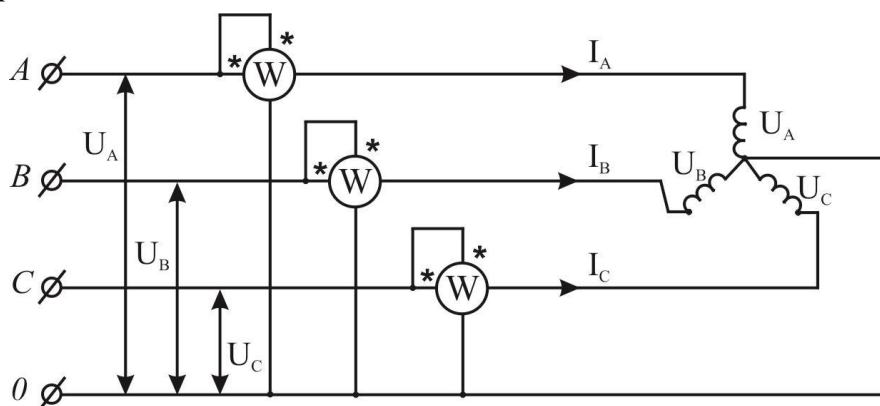 * 
A * W I_A
U_A U_A
*
B * W I_B U_B U_C
U_B *
C * W I_C
U_C
0